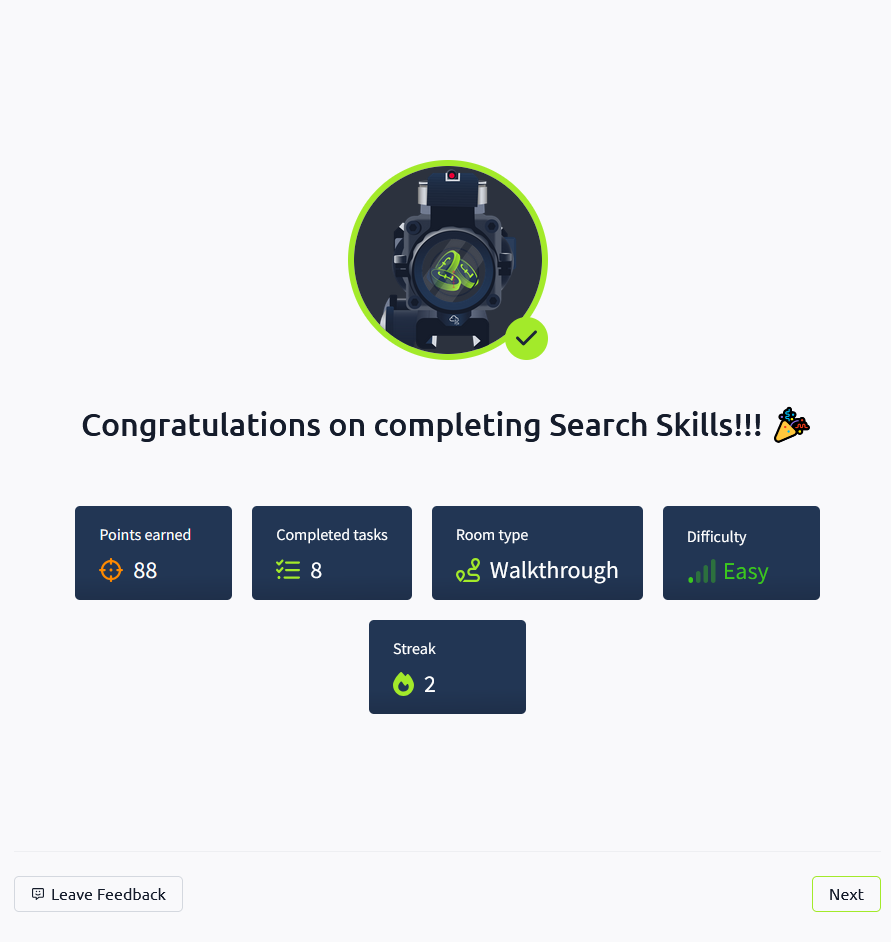 Congratulations on completing Search Skills!!!
Points earned
88
Completed tasks
8
Room type
Walkthrough
Difficulty
Easy
Streak
2
Leave Feedback
Next